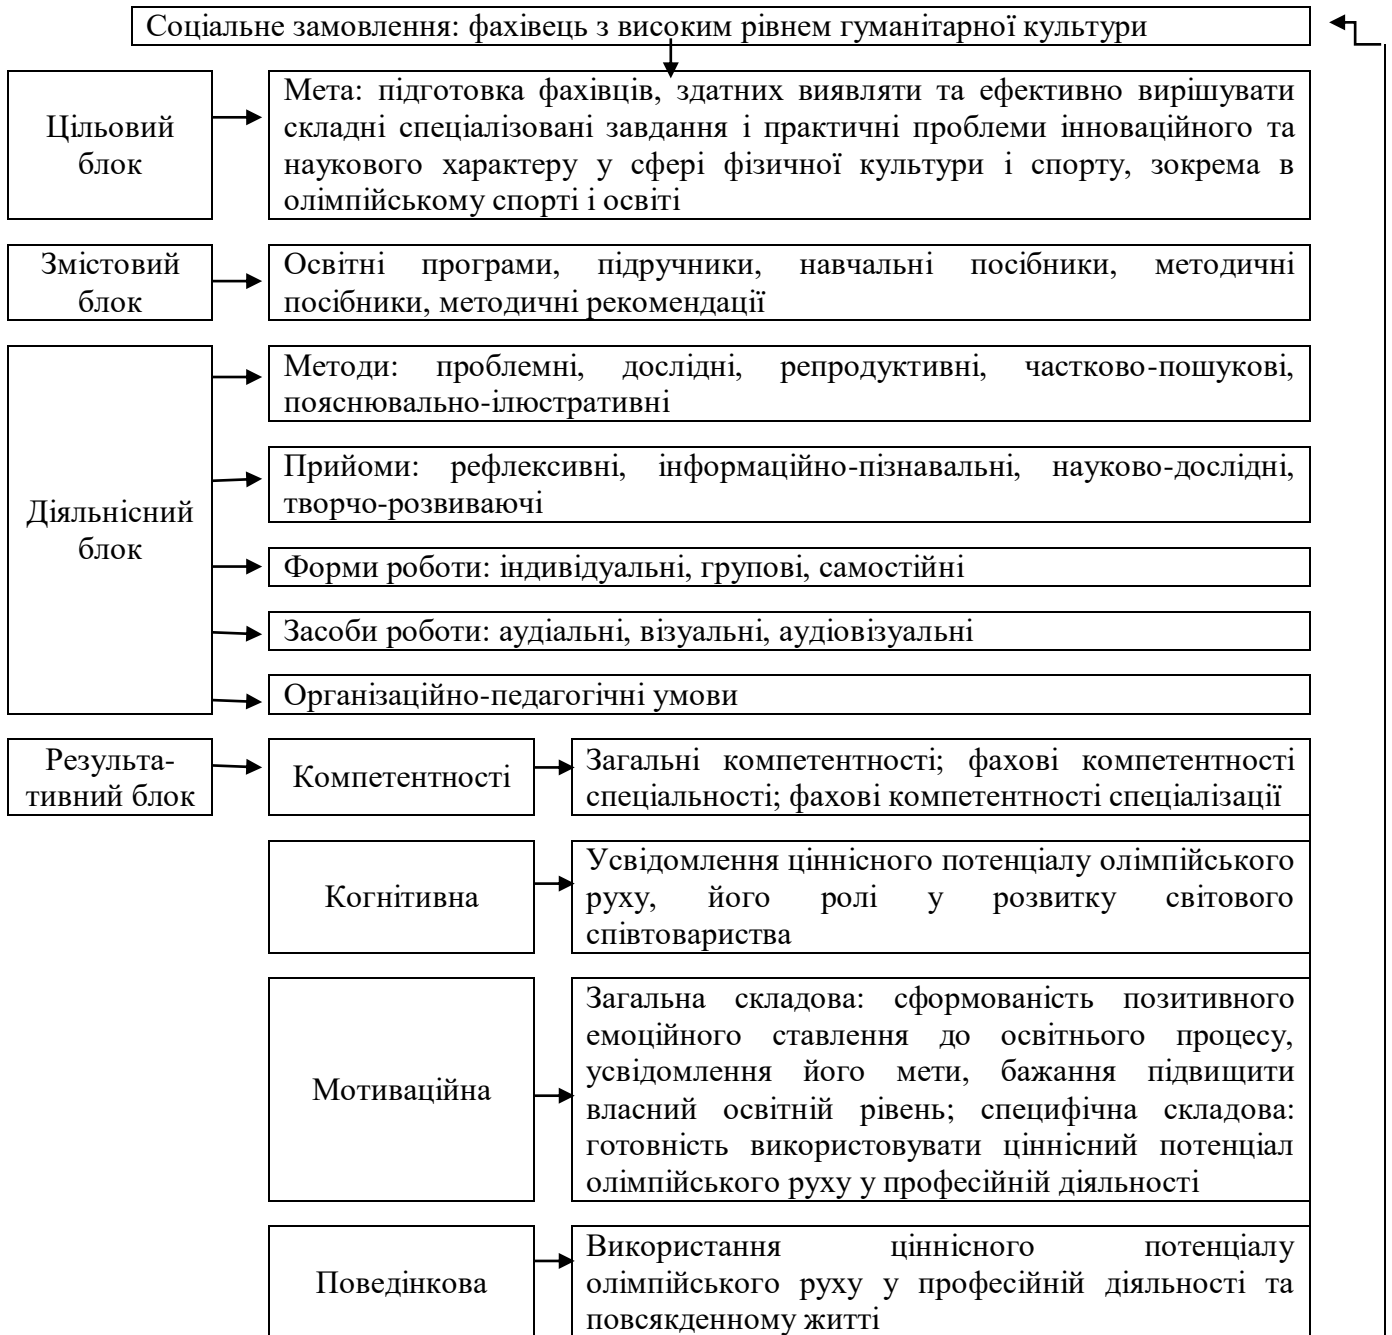 Соціальне замовлення: фахівець з високим рівнем гуманітарної культури
Цільовий
блок
Мета: підготовка фахівців, здатних виявляти та ефективно вирішувати
складні спеціалізовані завдання і практичні проблеми інноваційного та
наукового характеру у сфері фізичної культури і спорту, зокрема в
олімпійському спорті і освіті
Змістовий
блок
Освітні програми, підручники, навчальні посібники, методичні
посібники, методичні рекомендації
Діяльнісний
блок
Методи: проблемні, дослідні, репродуктивні, частково-пошукові,
пояснювально-ілюстративні
Прийоми: рефлексивні, інформаційно-пізнавальні, науково-дослідні,
творчо-розвиваючі
Форми роботи: індивідуальні, групові, самостійні
Засоби роботи: аудіальні, візуальні, аудіовізуальні
Організаційно-педагогічні умови
Результа-
тивний блок
Компетентності
Загальні компетентності; фахові компетентності
спеціальності; фахові компетентності спеціалізації
Когнітивна
Усвідомлення ціннісного потенціалу олімпійського
руху, його ролі у розвитку світового
співтовариства
Мотиваційна
Загальна складова: сформованість позитивного
емоційного ставлення до освітнього процесу,
усвідомлення його мети, бажання підвищити
власний освітній рівень; специфічна складова:
готовність використовувати ціннісний потенціал
олімпійського руху у професійній діяльності
Поведінкова
Використання ціннісного потенціалу
олімпійського руху у професійній діяльності та
повсякденному житті